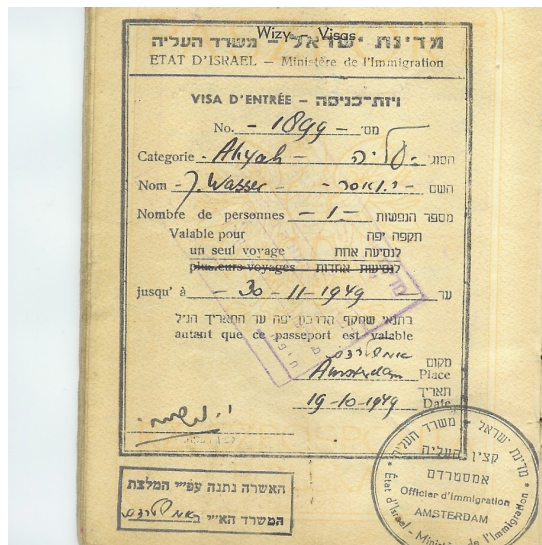 Wizy - Visas
מדינת ישראל - משרד העליה
ETAT D'ISRAEL — Ministère de l'Immigration
VISA D'ENTRÉE - ויזת-כניסה
No. - 1899 - מס'
Categorie - Aliyah - עליה - הסוג
Nom - J. Wasser - י. ואסר - השם
Nombre de personnes - 1 - מספר הנפשות
Valable pour תקפה יפה
un seul voyage לנסיעה אחת
plusieurs voyages לנסיעות אחדות
jusqu' à - 30-11-1949 - עד
בתנאי שתקף הדרכון יפה עד התאריך הנ״ל
autant que ce passeport est valable
אמסטרדם מקום
Amsterdam Place
תאריך
19-10-1949 Date
מדינת ישראל - משרד העליה
קצין העליה
אמסטרדם
Officier d'Immigration
AMSTERDAM
Etat d'Israel - Ministère de l'Immigration
האשרה נתנה עפ״י המלצת
המשרד הא״י באמסטרדם